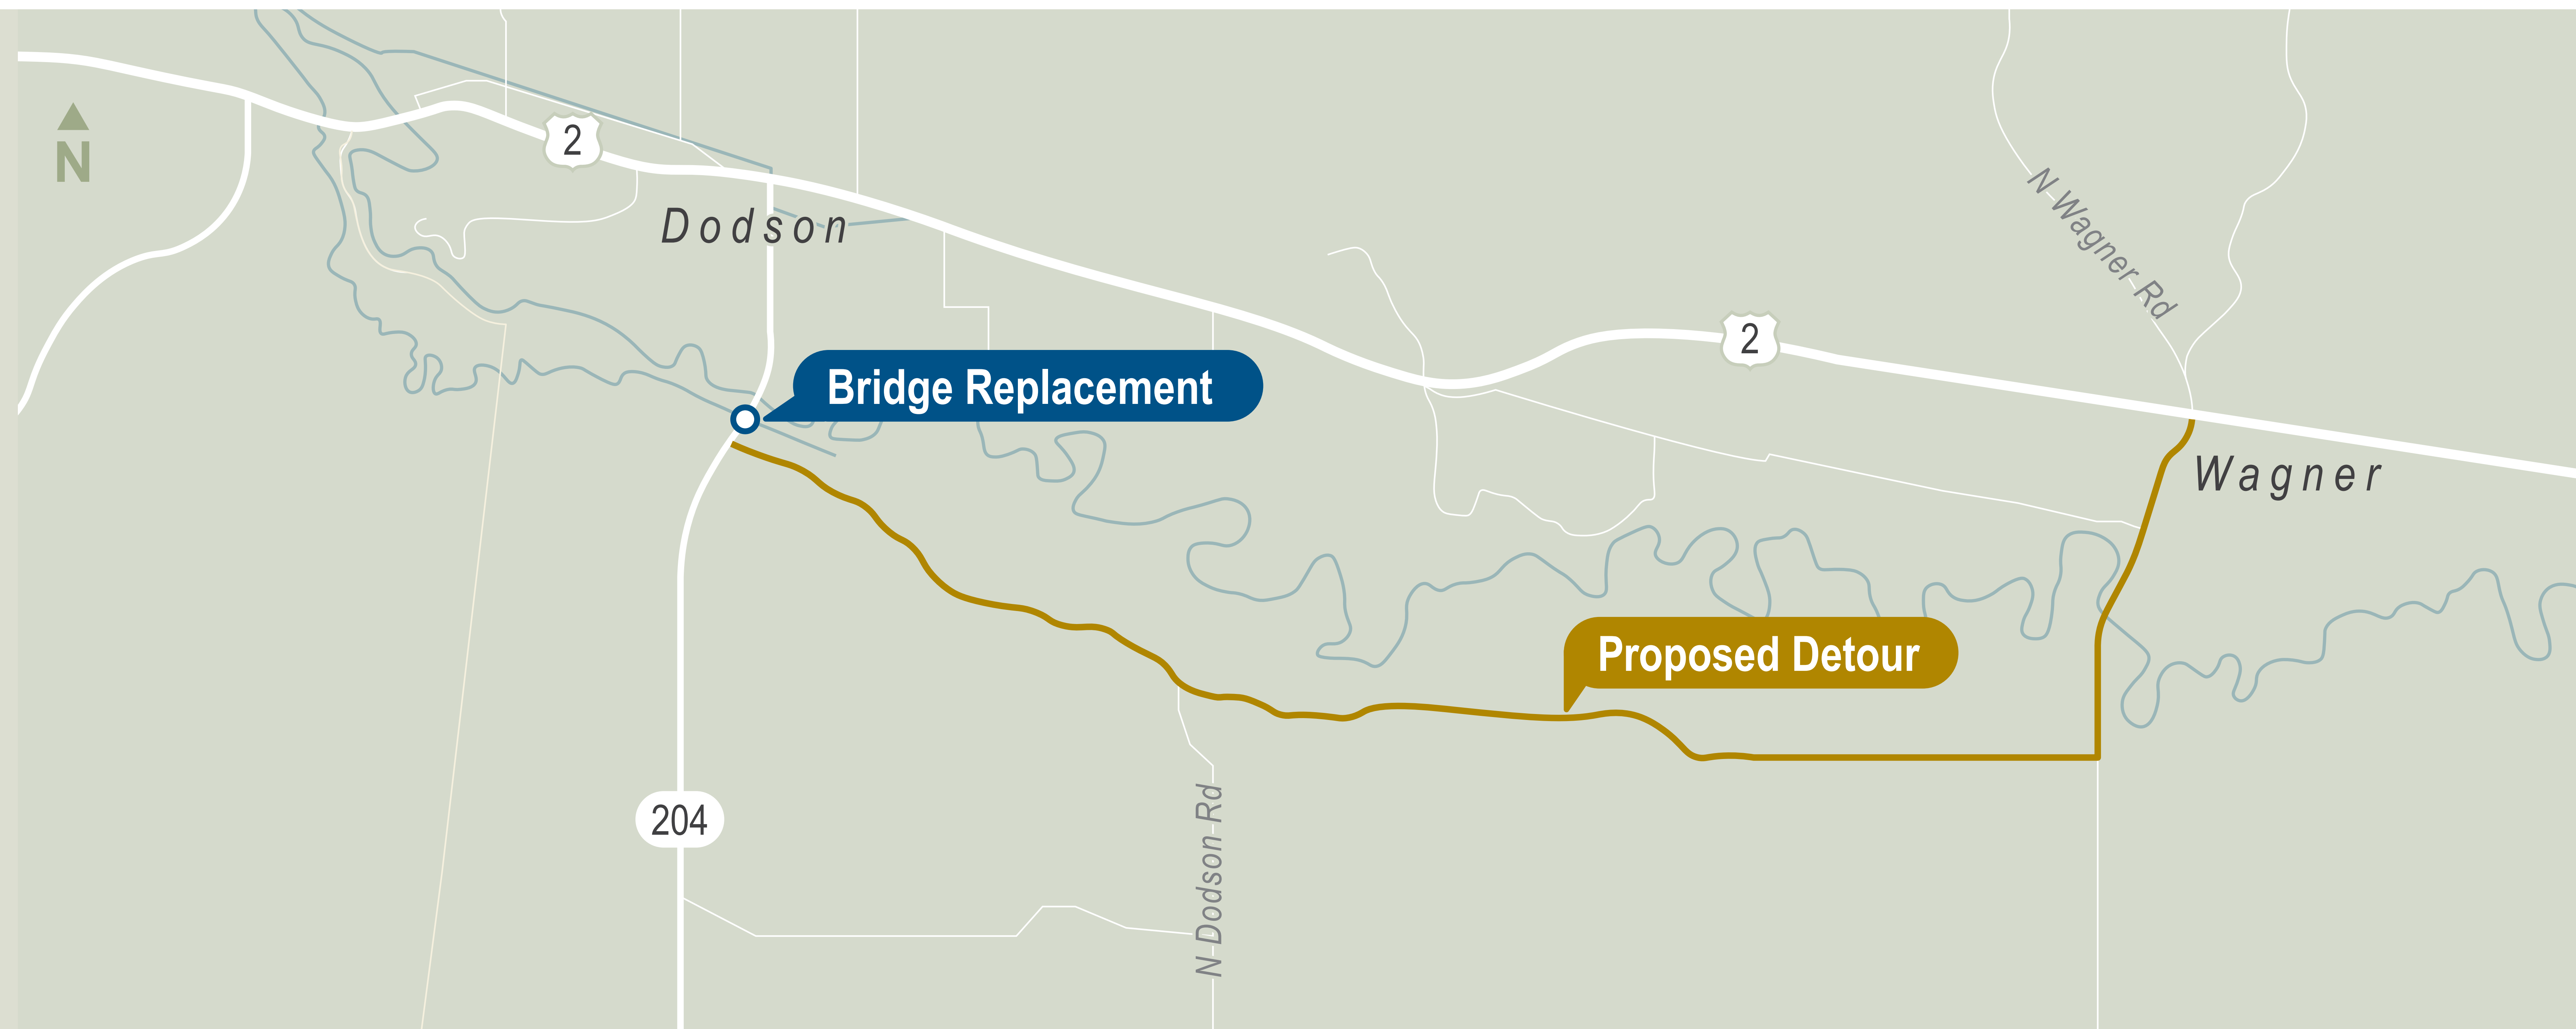 N
2
Dodson
N Wagner Rd
2
Bridge Replacement
Wagner
Proposed Detour
204
N Dodson Rd